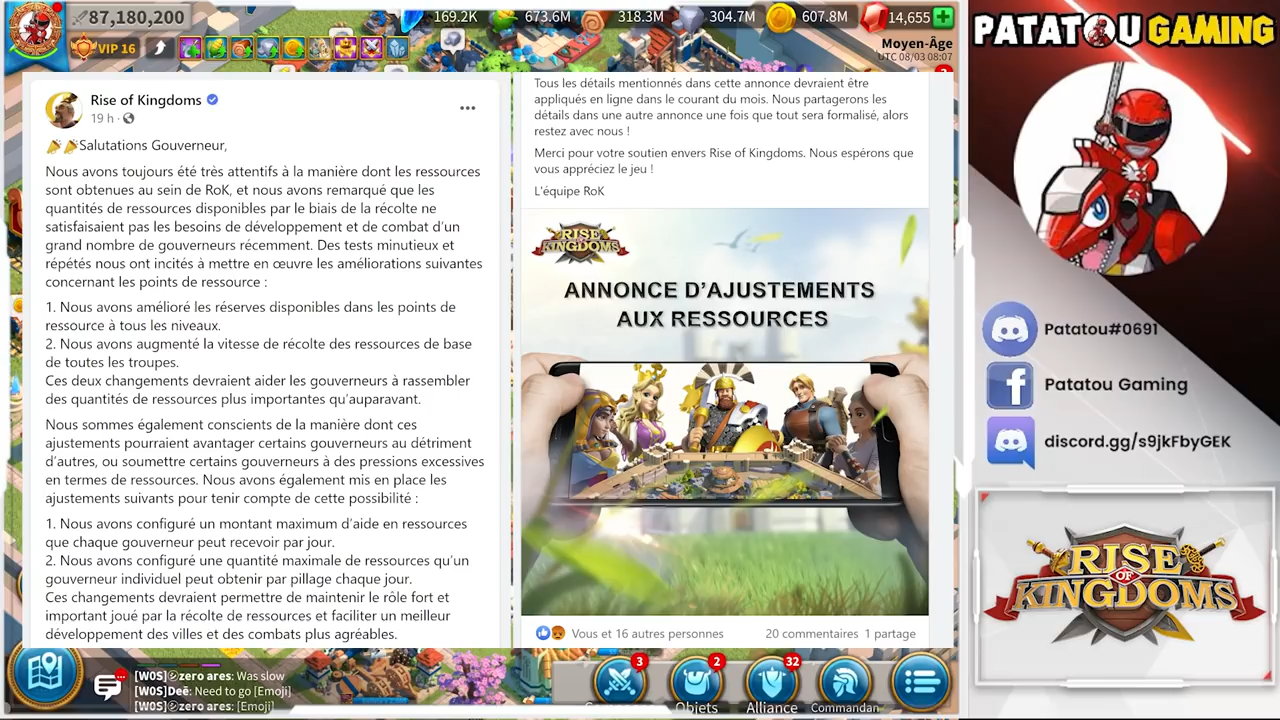 87,180,200
169.2K
673.6M
318.3M
304.7M
607.8M
14,655
VIP 16
Moyen-Âge
UTC 08/03 08:07
Rise of Kingdoms
19 h ·
Salutations Gouverneur,
Nous avons toujours été très attentifs à la manière dont les ressources
sont obtenues au sein de RoK, et nous avons remarqué que les
quantités de ressources disponibles par le biais de la récolte ne
satisfaisaient pas les besoins de développement et de combat d'un
grand nombre de gouverneurs récemment. Des tests minutieux et
répétés nous ont incités à mettre en œuvre les améliorations suivantes
concernant les points de ressource :
1. Nous avons amélioré les réserves disponibles dans les points de
ressource à tous les niveaux.
2. Nous avons augmenté la vitesse de récolte des ressources de base
de toutes les troupes.
Ces deux changements devraient aider les gouverneurs à rassembler
des quantités de ressources plus importantes qu'auparavant.
Nous sommes également conscients de la manière dont ces
ajustements pourraient avantager certains gouverneurs au détriment
d'autres, ou soumettre certains gouverneurs à des pressions excessives
en termes de ressources. Nous avons également mis en place les
ajustements suivants pour tenir compte de cette possibilité :
1. Nous avons configuré un montant maximum d'aide en ressources
que chaque gouverneur peut recevoir par jour.
2. Nous avons configuré une quantité maximale de ressources qu'un
gouverneur individuel peut obtenir par pillage chaque jour.
Ces changements devraient permettre de maintenir le rôle fort et
important joué par la récolte de ressources et faciliter un meilleur
développement des villes et des combats plus agréables.
Tous les détails mentionnés dans cette annonce devraient être
appliqués en ligne dans le courant du mois. Nous partagerons les
détails dans une autre annonce une fois que tout sera formalisé, alors
restez avec nous !
Merci pour votre soutien envers Rise of Kingdoms. Nous espérons que
vous appréciez le jeu !
L'équipe RoK
RISE OF KINGDOMS
ANNONCE D'AJUSTEMENTS
AUX RESSOURCES
Vous et 16 autres personnes
20 commentaires 1 partage
[W0S] zero ares: Was slow
[W0S]Deē: Need to go [Emoji]
[W0S] zero ares: [Emoji]
3
2
32
Objets
Alliance
Commandan
PATATOU GAMING
Patatou#0691
Patatou Gaming
discord.gg/s9jkFbyGEK
RISE OF KINGDOMS